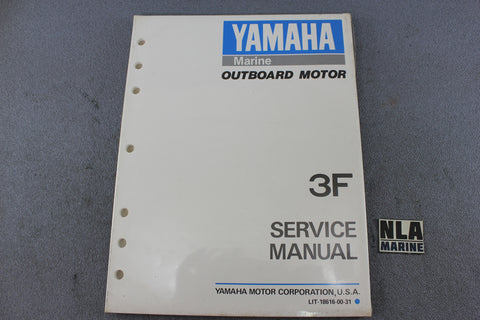 YAMAHA
Marine
OUTBOARD MOTOR
3F
SERVICE
MANUAL
NLA
MARINE
YAMAHA MOTOR CORPORATION, U.S.A.
LIT-18616-00-31